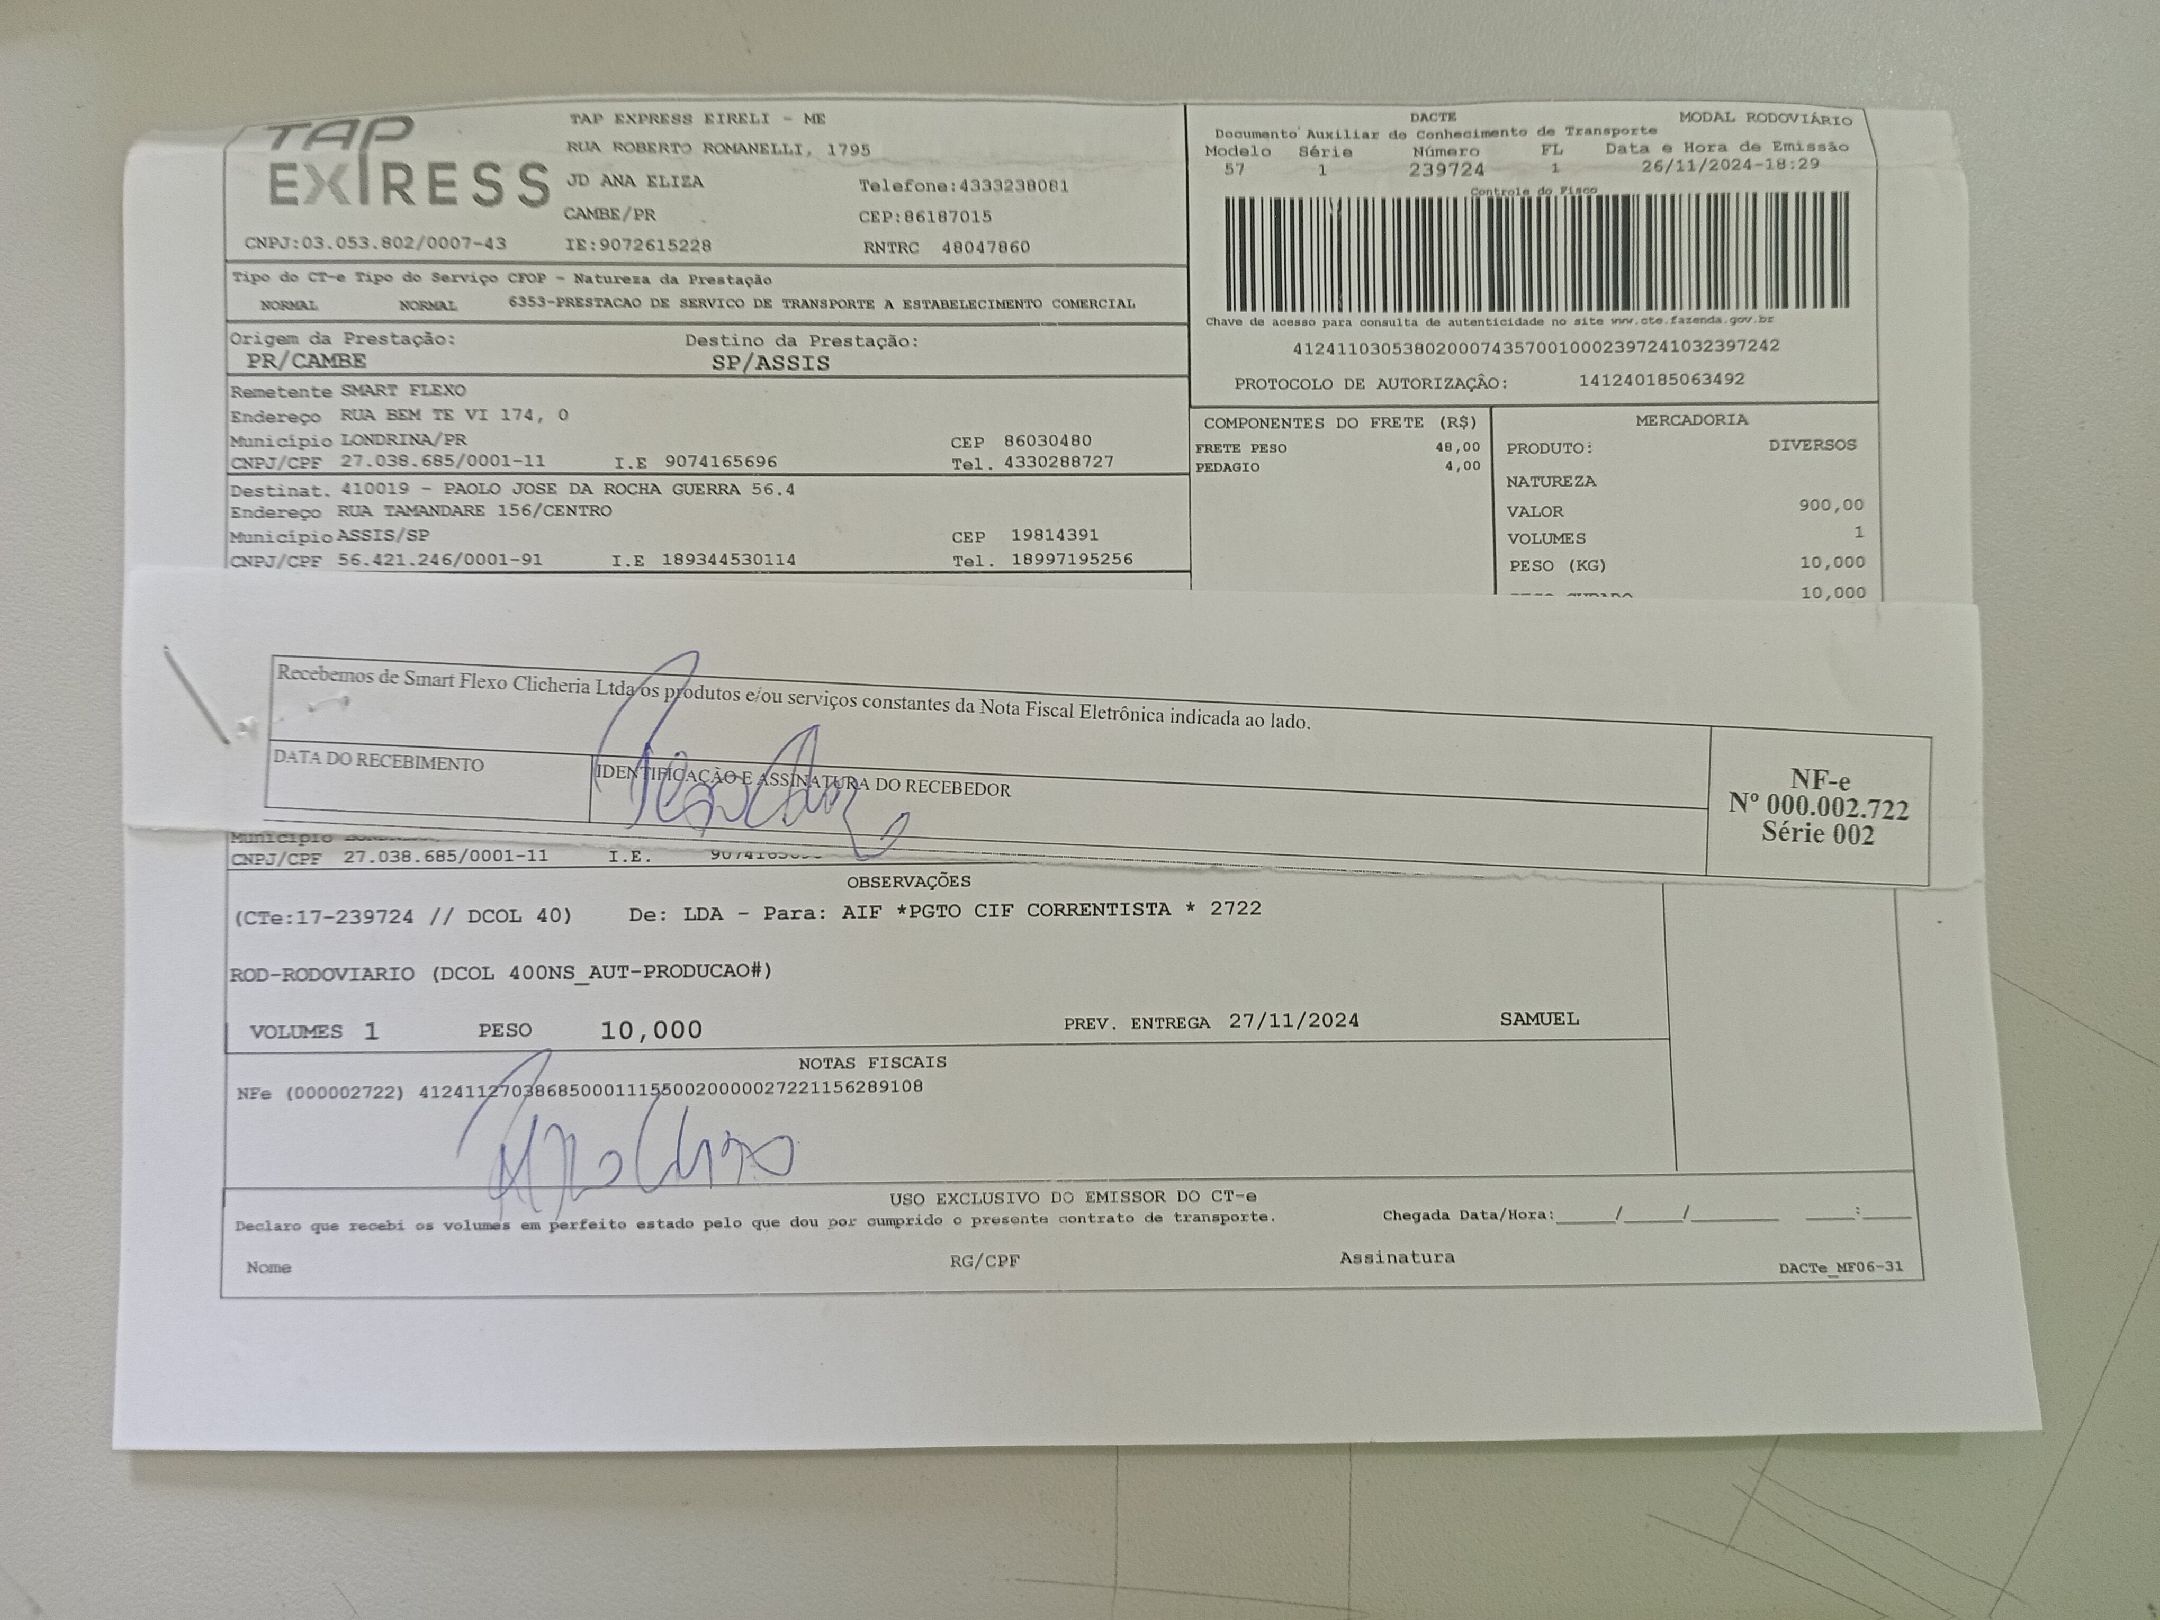 TAP EXPRESS
TAP EXPRESS EIRELI - ME
RUA ROBERTO ROMANELLI, 1795
JD ANA ELIZA Telefone:4333238081
CAMBE/PR CEP:86187015
CNPJ:03.053.802/0007-43 IE:9072615228 RNTRC 48047860
DACTE MODAL RODOVIÁRIO
Documento Auxiliar do Conhecimento de Transporte
Modelo Série Número FL Data e Hora de Emissão
57 1 239724 1 26/11/2024-18:29
Controle do Fisco
Chave de acesso para consulta de autenticidade no site www.cte.fazenda.gov.br
41241103053802000743570010002397241032397242
PROTOCOLO DE AUTORIZAÇÃO: 141240185063492
Tipo do CT-e Tipo do Serviço CFOP - Natureza da Prestação
NORMAL NORMAL 6353-PRESTACAO DE SERVICO DE TRANSPORTE A ESTABELECIMENTO COMERCIAL
Origem da Prestação: Destino da Prestação:
PR/CAMBE SP/ASSIS
Remetente SMART FLEXO
Endereço RUA BEM TE VI 174, 0
Município LONDRINA/PR CEP 86030480
CNPJ/CPF 27.038.685/0001-11 I.E 9074165696 Tel. 4330288727
Destinat. 410019 - PAOLO JOSE DA ROCHA GUERRA 56.4
Endereço RUA TAMANDARE 156/CENTRO
Município ASSIS/SP CEP 19814391
CNPJ/CPF 56.421.246/0001-91 I.E 189344530114 Tel. 18997195256
COMPONENTES DO FRETE (R$)
FRETE PESO 48,00
PEDAGIO 4,00
MERCADORIA
PRODUTO: DIVERSOS
NATUREZA
VALOR 900,00
VOLUMES 1
PESO (KG) 10,000
10,000
Recebemos de Smart Flexo Clicheria Ltda os produtos e/ou serviços constantes da Nota Fiscal Eletrônica indicada ao lado.
DATA DO RECEBIMENTO IDENTIFICAÇÃO E ASSINATURA DO RECEBEDOR
NF-e
Nº 000.002.722
Série 002
Município
CNPJ/CPF 27.038.685/0001-11 I.E.
OBSERVAÇÕES
(CTe:17-239724 // DCOL 40) De: LDA - Para: AIF *PGTO CIF CORRENTISTA * 2722
ROD-RODOVIARIO (DCOL 400NS_AUT-PRODUCAO#)
VOLUMES 1 PESO 10,000 PREV. ENTREGA 27/11/2024 SAMUEL
NOTAS FISCAIS
NFe (000002722) 41241127038685000111550020000027221156289108
USO EXCLUSIVO DO EMISSOR DO CT-e
Declaro que recebi os volumes em perfeito estado pelo que dou por cumprido o presente contrato de transporte. Chegada Data/Hora:_____/_____/________ ____:____
Nome RG/CPF Assinatura DACTe_MF06-31